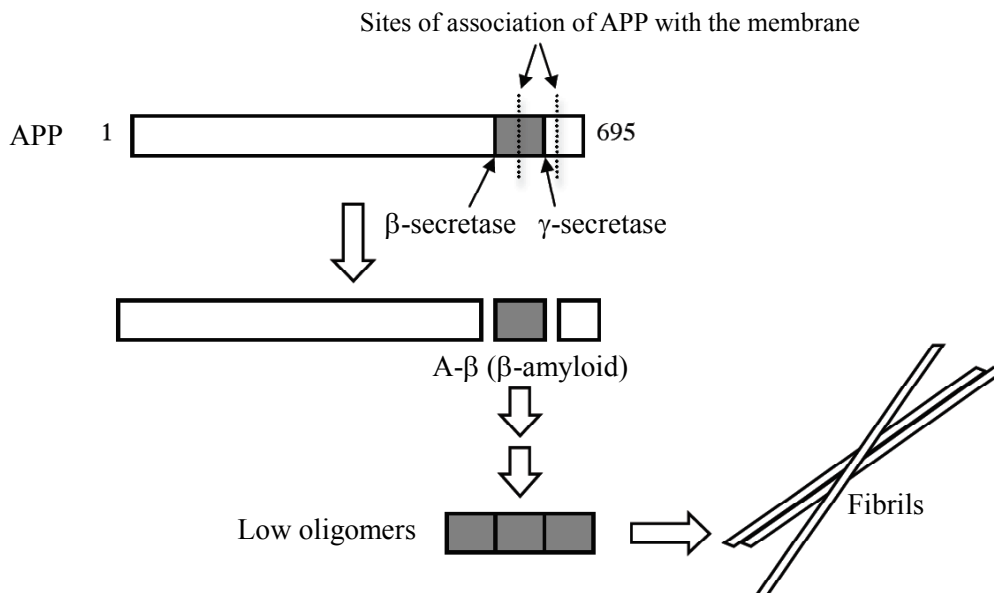 Sites of association of APP with the membrane
APP 1 695
β-secretase γ-secretase
A-β (β-amyloid)
Low oligomers
Fibrils